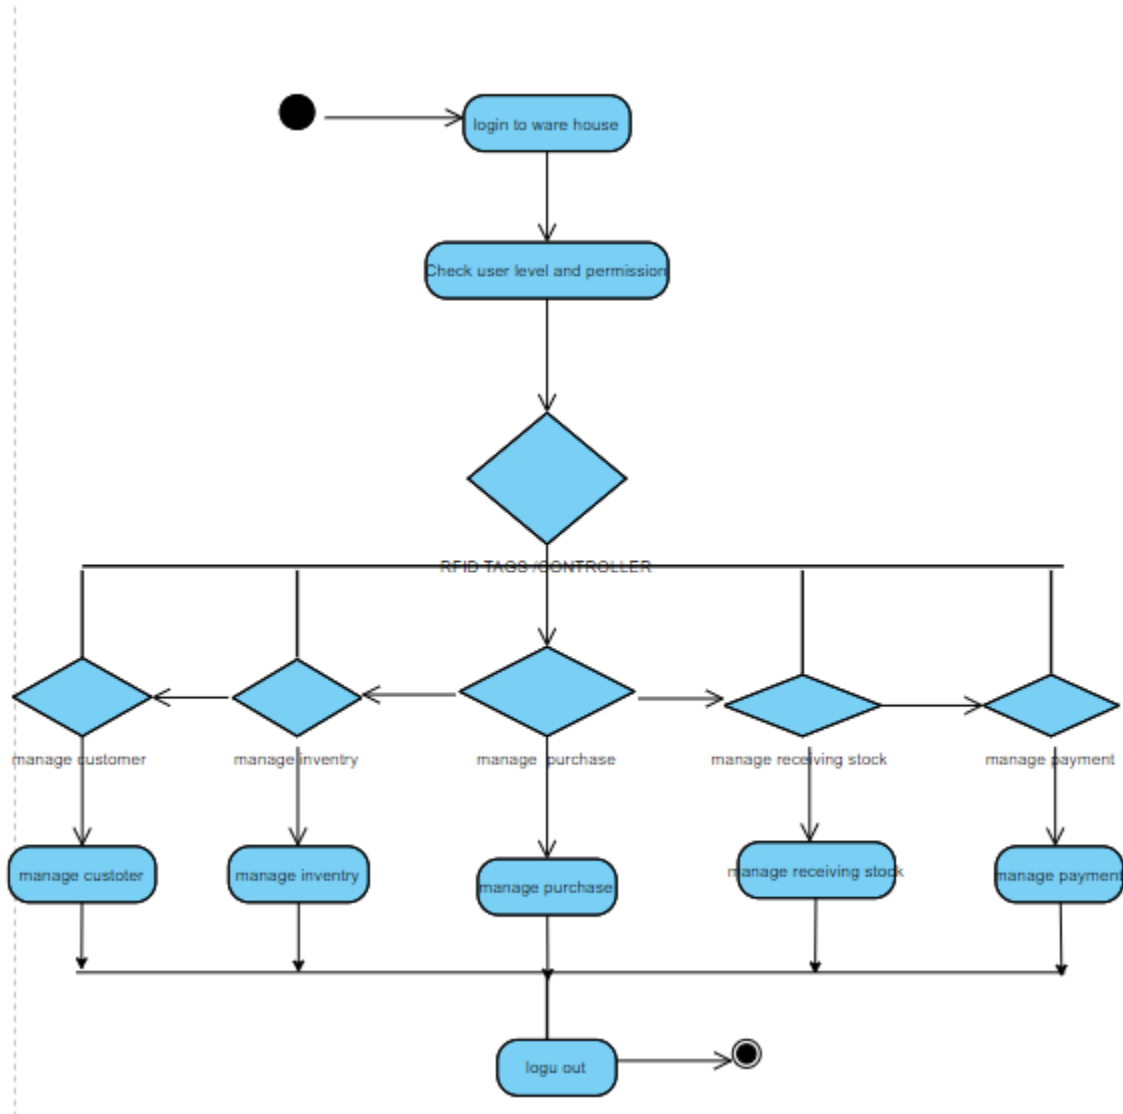 login to ware house
Check user level and permission
RFID TAGS /CONTROLLER
manage customer
manage inventry
manage purchase
manage receiving stock
manage payment
manage custoter
manage inventry
manage purchase
manage receiving stock
manage payment
logu out